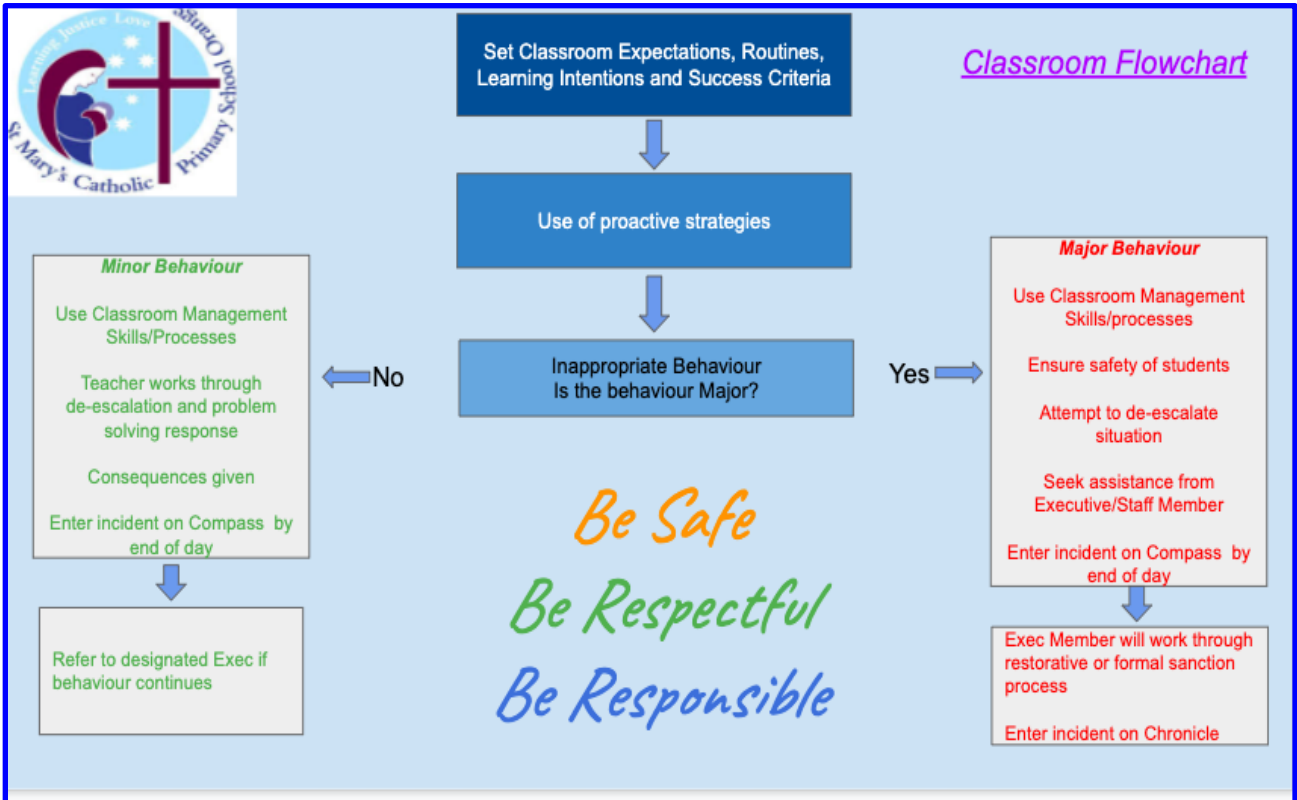 Learning Justice Love
St Mary's Catholic Primary School Orange
Set Classroom Expectations, Routines,
Learning Intentions and Success Criteria
Classroom Flowchart
Use of proactive strategies
Inappropriate Behaviour
Is the behaviour Major?
No
Yes
Minor Behaviour
Use Classroom Management
Skills/Processes
Teacher works through
de-escalation and problem
solving response
Consequences given
Enter incident on Compass by
end of day
Refer to designated Exec if
behaviour continues
Major Behaviour
Use Classroom Management
Skills/processes
Ensure safety of students
Attempt to de-escalate
situation
Seek assistance from
Executive/Staff Member
Enter incident on Compass by
end of day
Exec Member will work through
restorative or formal sanction
process
Enter incident on Chronicle
Be Safe
Be Respectful
Be Responsible